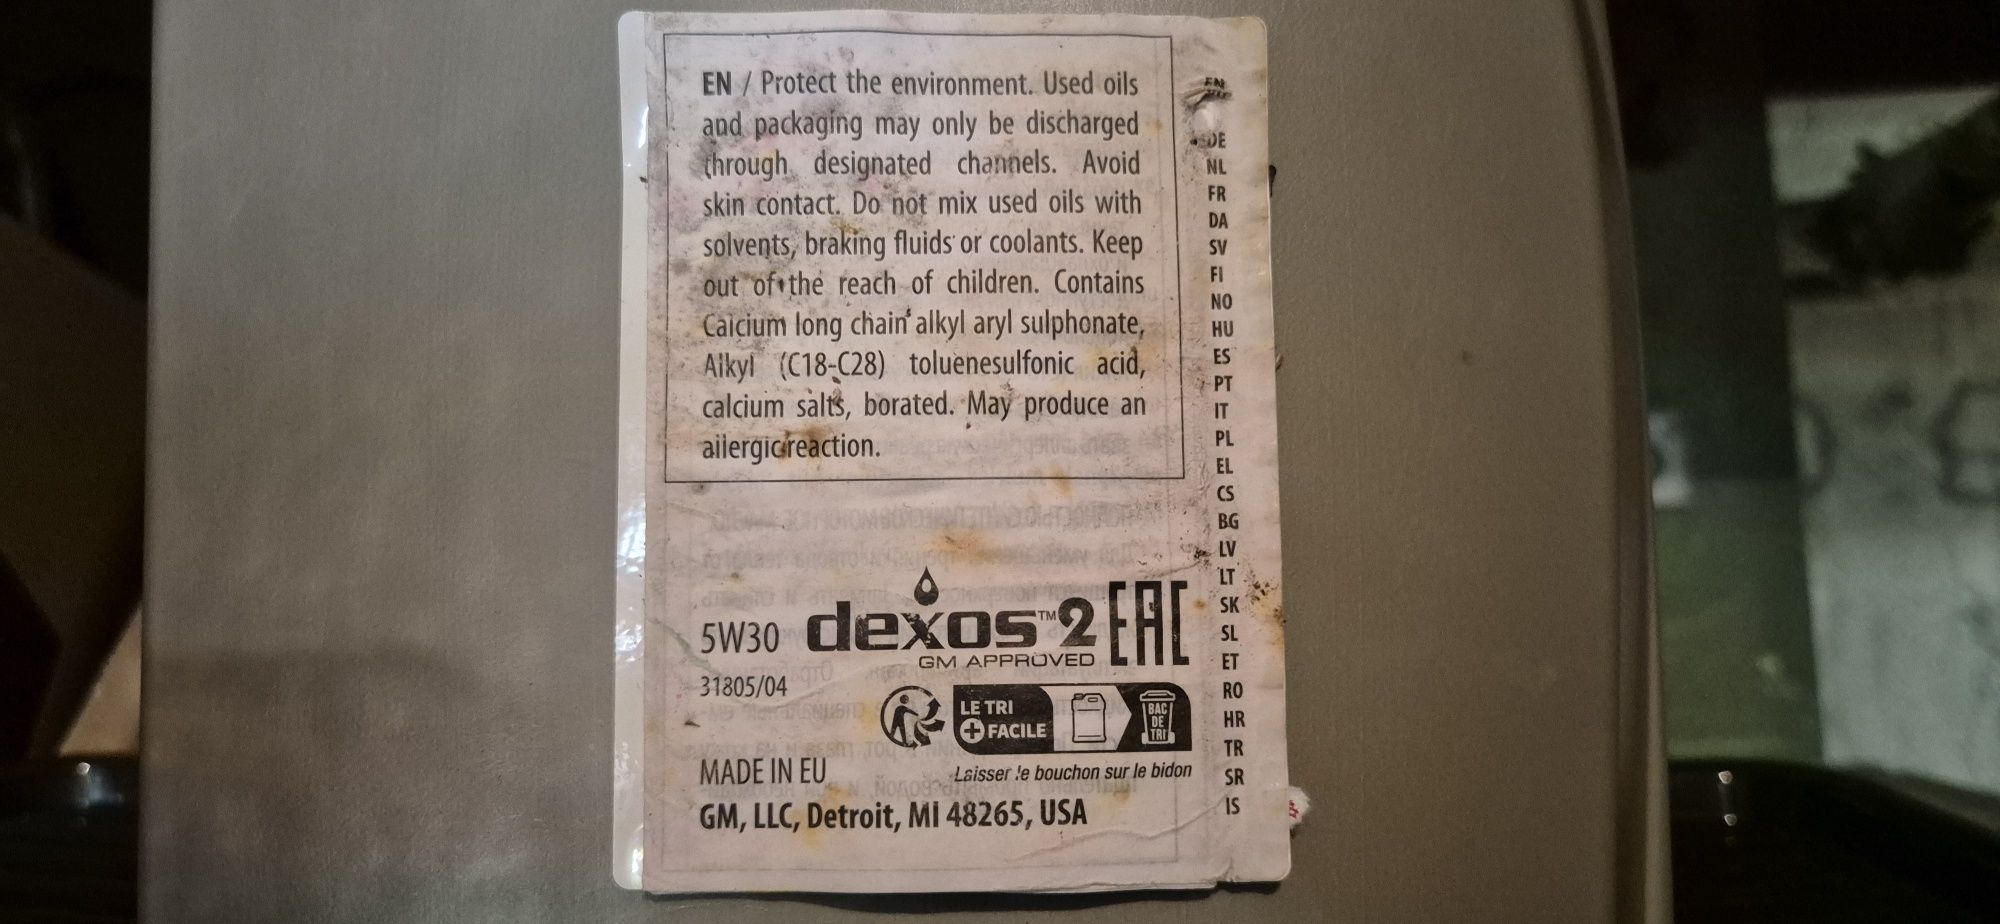 EN / Protect the environment. Used oils
and packaging may only be discharged
through designated channels. Avoid
skin contact. Do not mix used oils with
solvents, braking fluids or coolants. Keep
out of the reach of children. Contains
Calcium long chain alkyl aryl sulphonate,
Alkyl (C18-C28) toluenesulfonic acid,
calcium salts, borated. May produce an
allergic reaction.
5W30
dexos™2
GM APPROVED
EAC
31805/04
LE TRI
+ FACILE
BAC
DE
TRI
Laisser le bouchon sur le bidon
MADE IN EU
GM, LLC, Detroit, MI 48265, USA
EN
DE
NL
FR
DA
SV
FI
NO
HU
ES
PT
IT
PL
EL
CS
BG
LV
LT
SK
SL
ET
RO
HR
TR
SR
IS